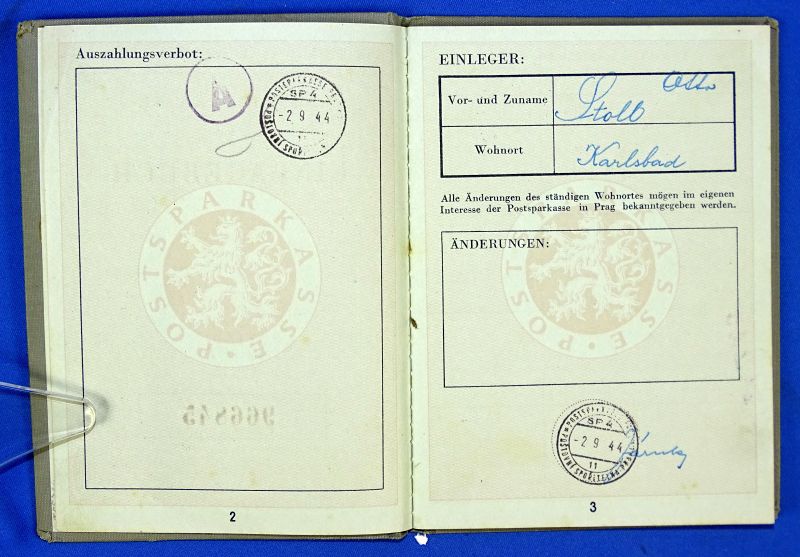 Auszahlungsverbot:
A
SP 4
-2 9 44
11
POSTSPARKASSE
966845
2
EINLEGER:
Vor- und Zuname
Otto
Stoll
Wohnort
Karlsbad
Alle Änderungen des ständigen Wohnortes mögen im eigenen
Interesse der Postsparkasse in Prag bekanntgegeben werden.
ÄNDERUNGEN:
POSTSPARKASSE
SP 4
-2 9 44
11
3